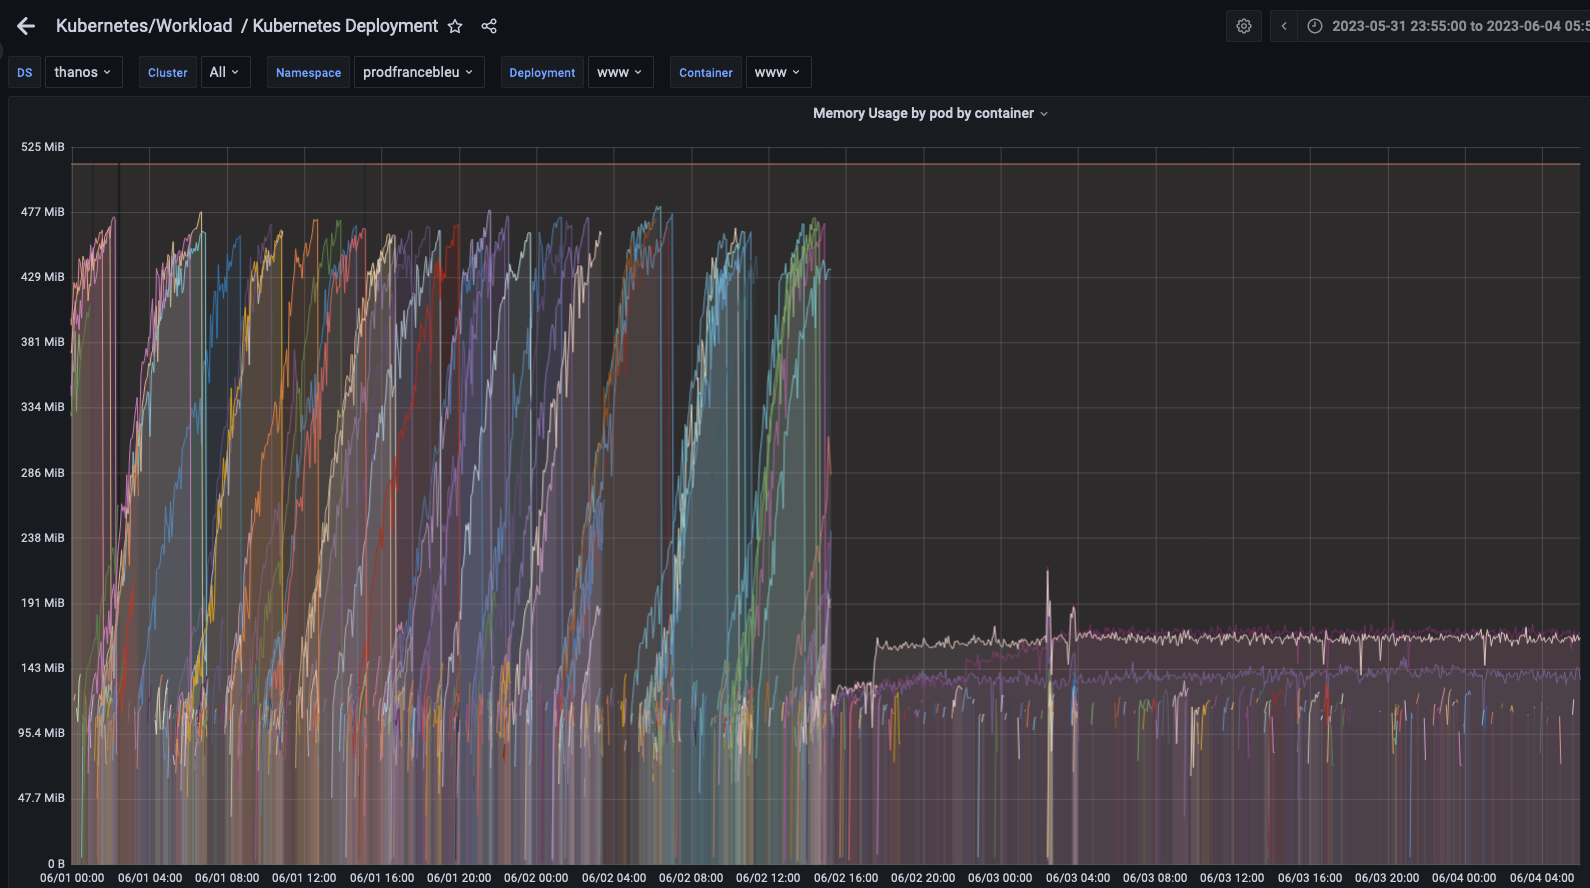 Kubernetes/Workload / Kubernetes Deployment
2023-05-31 23:55:00 to 2023-06-04 05:5
DS thanos Cluster All Namespace prodfrancebleu Deployment www Container www
Memory Usage by pod by container
525 MiB
477 MiB
429 MiB
381 MiB
334 MiB
286 MiB
238 MiB
191 MiB
143 MiB
95.4 MiB
47.7 MiB
0 B
06/01 00:00 06/01 04:00 06/01 08:00 06/01 12:00 06/01 16:00 06/01 20:00 06/02 00:00 06/02 04:00 06/02 08:00 06/02 12:00 06/02 16:00 06/02 20:00 06/03 00:00 06/03 04:00 06/03 08:00 06/03 12:00 06/03 16:00 06/03 20:00 06/04 00:00 06/04 04:00